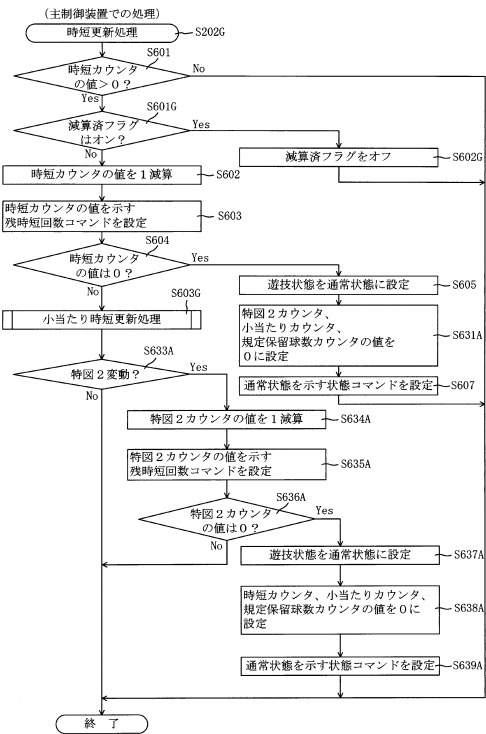 (主制御装置での処理)
時短更新処理
S202G
S601
時短カウンタ
の値>0?
No
Yes
S601G
減算済フラグ
はオン?
Yes
No
減算済フラグをオフ
S602G
時短カウンタの値を1減算
S602
時短カウンタの値を示す
残時短回数コマンドを設定
S603
S604
時短カウンタ
の値は0?
Yes
No
遊技状態を通常状態に設定
S605
S603G
小当たり時短更新処理
特図2カウンタ、
小当たりカウンタ、
規定保留球数カウンタの値を
0に設定
S631A
S633A
特図2変動?
Yes
No
通常状態を示す状態コマンドを設定
S607
特図2カウンタの値を1減算
S634A
特図2カウンタの値を示す
残時短回数コマンドを設定
S635A
S636A
特図2カウンタ
の値は0?
Yes
No
遊技状態を通常状態に設定
S637A
時短カウンタ、小当たりカウンタ、
規定保留球数カウンタの値を0に
設定
S638A
通常状態を示す状態コマンドを設定
S639A
終 了